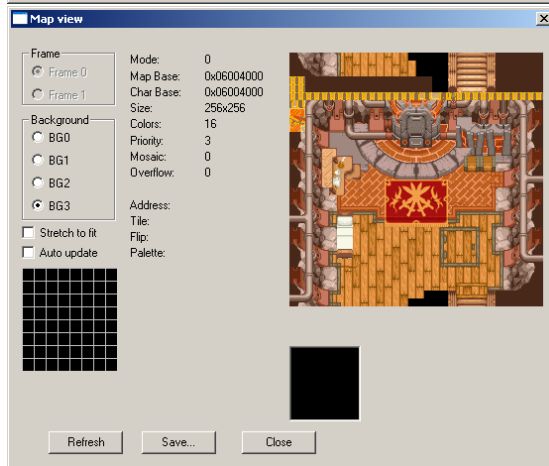 Map view
Frame
Frame 0
Frame 1
Background
BG0
BG1
BG2
BG3
Stretch to fit
Auto update
Mode: 0
Map Base: 0x06004000
Char Base: 0x06004000
Size: 256x256
Colors: 16
Priority: 3
Mosaic: 0
Overflow: 0
Address:
Tile:
Flip:
Palette:
Refresh
Save...
Close